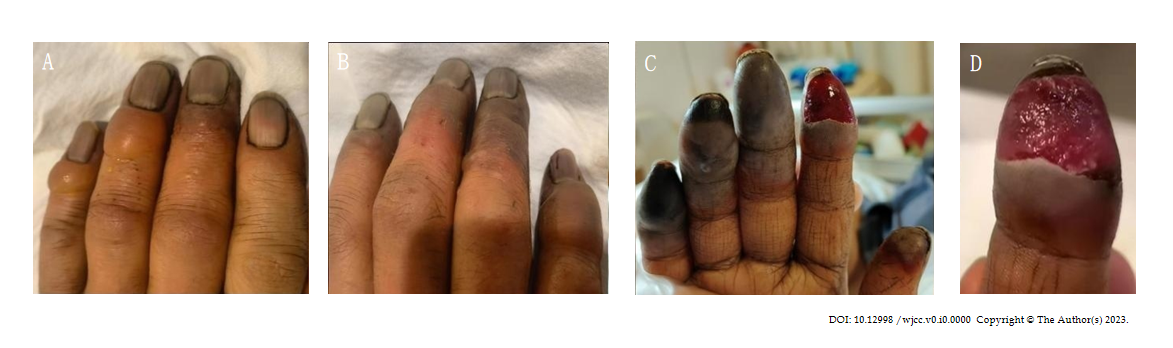 A
B
C
D
DOI: 10.12998 /wjcc.v0.i0.0000 Copyright © The Author(s) 2023.